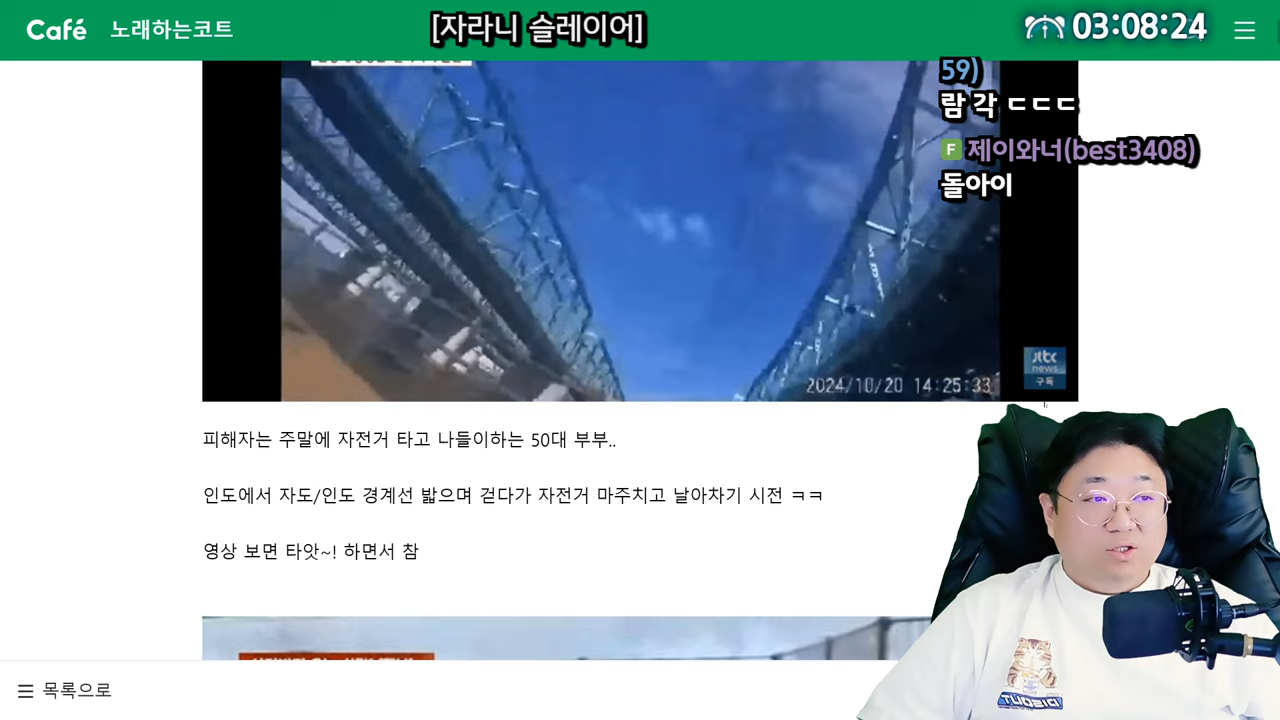 Café 노래하는코트
[자라니 슬레이어]
03:08:24
59)
람 각 ㄷㄷㄷ
F 제이와너(best3408)
돌아이
2024/10/20 14:25:33
jtbc
news
구독
피해자는 주말에 자전거 타고 나들이하는 50대 부부..
인도에서 자도/인도 경계선 밟으며 걷다가 자전거 마주치고 날아차기 시전 ㅋㅋ
영상 보면 타앗~! 하면서 참
목록으로